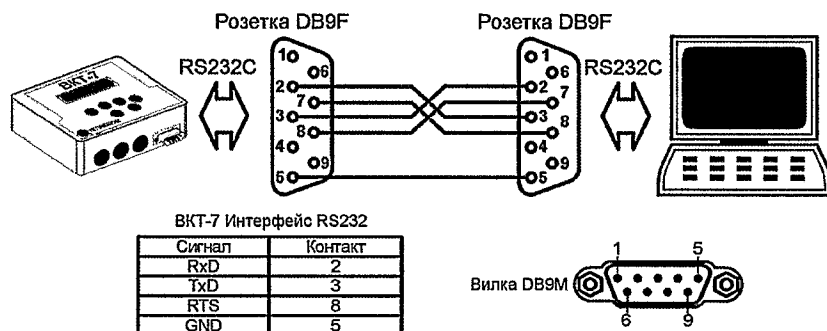 Розетка DB9F
Розетка DB9F
ВКТ-7
RS232C
1
6
2
7
3
8
4
9
5
1
6
2
7
3
8
4
9
5
RS232C
ВКТ-7 Интерфейс RS232
Сигнал Контакт
RxD 2
TxD 3
RTS 8
GND 5
Вилка DB9M
1 5
6 9